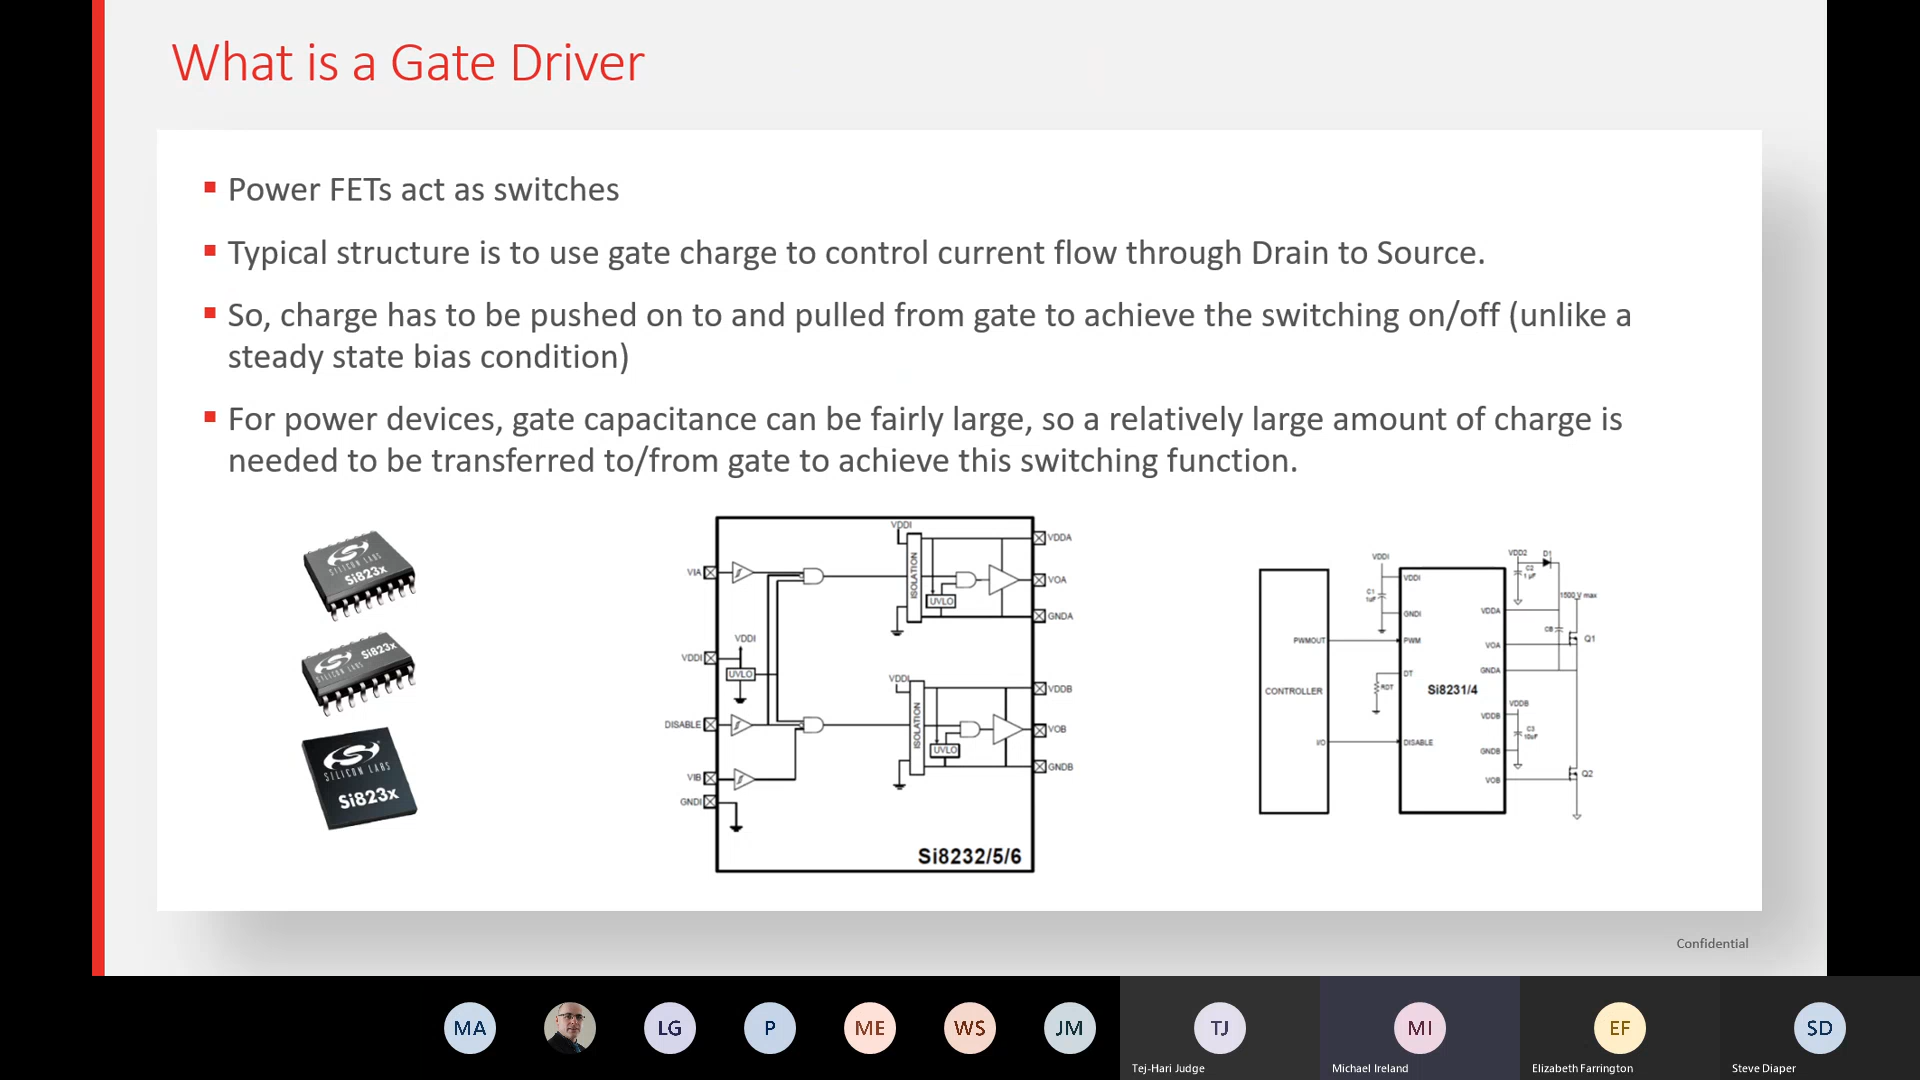 What is a Gate Driver
Power FETs act as switches
Typical structure is to use gate charge to control current flow through Drain to Source.
So, charge has to be pushed on to and pulled from gate to achieve the switching on/off (unlike a
steady state bias condition)
For power devices, gate capacitance can be fairly large, so a relatively large amount of charge is
needed to be transferred to/from gate to achieve this switching function.
SILICON LABS
Si823x
SILICON LABS
Si823x
SILICON LABS
Si823x
VDDI
VDDA
VIA
ISOLATION
VOA
UVLO
GNDA
VDDI
VDDI
UVLO
VDDI
VDDB
DISABLE
ISOLATION
VOB
UVLO
VIB
GNDB
GNDI
Si8232/5/6
VDDI
VDD2
D1
C2
1 µF
VDDI
C1
1uF
1500 V max
GNDI
VDDA
CB
Q1
PWMOUT
PWM
VOA
DT
GNDA
RDT
CONTROLLER
Si8231/4
VDDB
VDDB
C3
10uF
I/O
DISABLE
GNDB
Q2
VOB
Confidential
MA
LG
P
ME
WS
JM
TJ
MI
EF
SD
Tej-Hari Judge
Michael Ireland
Elizabeth Farrington
Steve Diaper